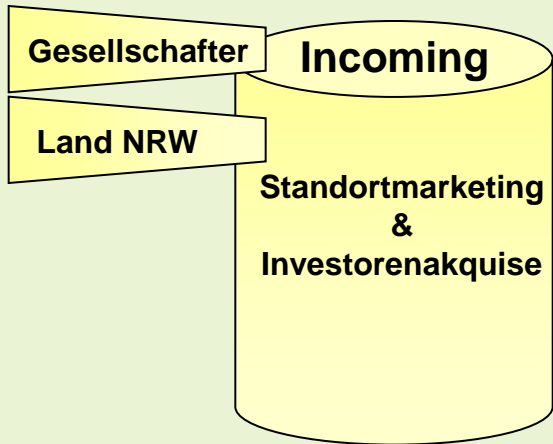 Gesellschafter
Incoming
Land NRW
Standortmarketing
&
Investorenakquise